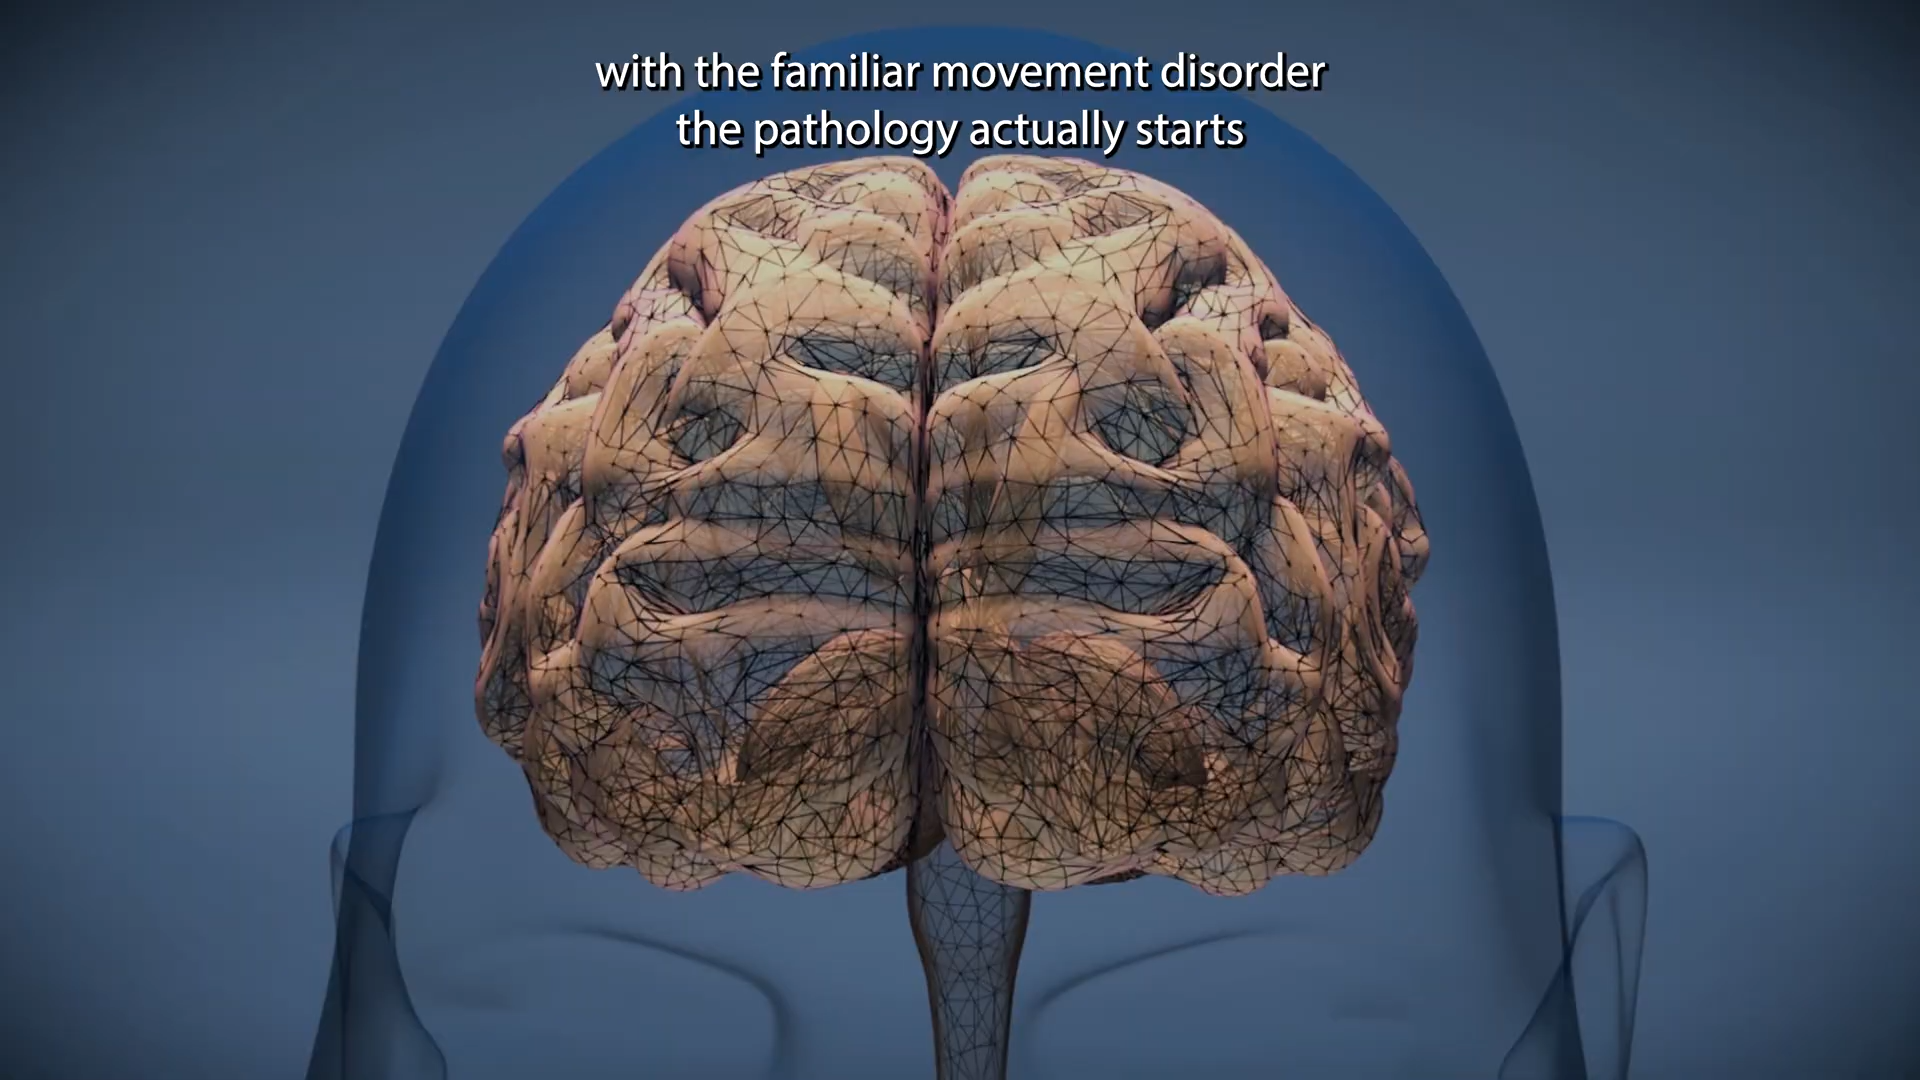 with the familiar movement disorder
the pathology actually starts